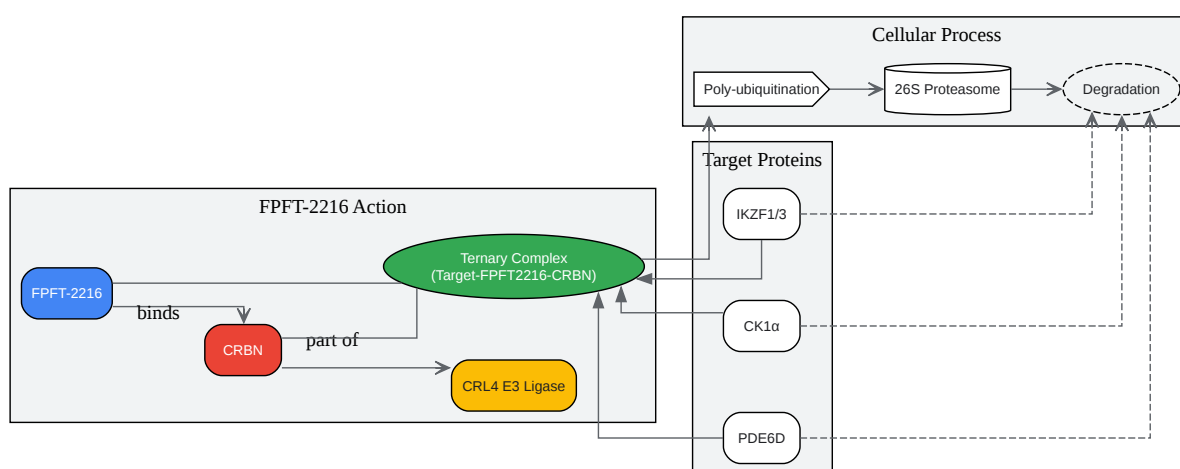 Cellular Process
Poly-ubiquitination
26S Proteasome
Degradation
Target Proteins
IKZF1/3
CK1α
PDE6D
FPFT-2216 Action
Ternary Complex
(Target-FPFT2216-CRBN)
FPFT-2216
binds
CRBN
part of
CRL4 E3 Ligase